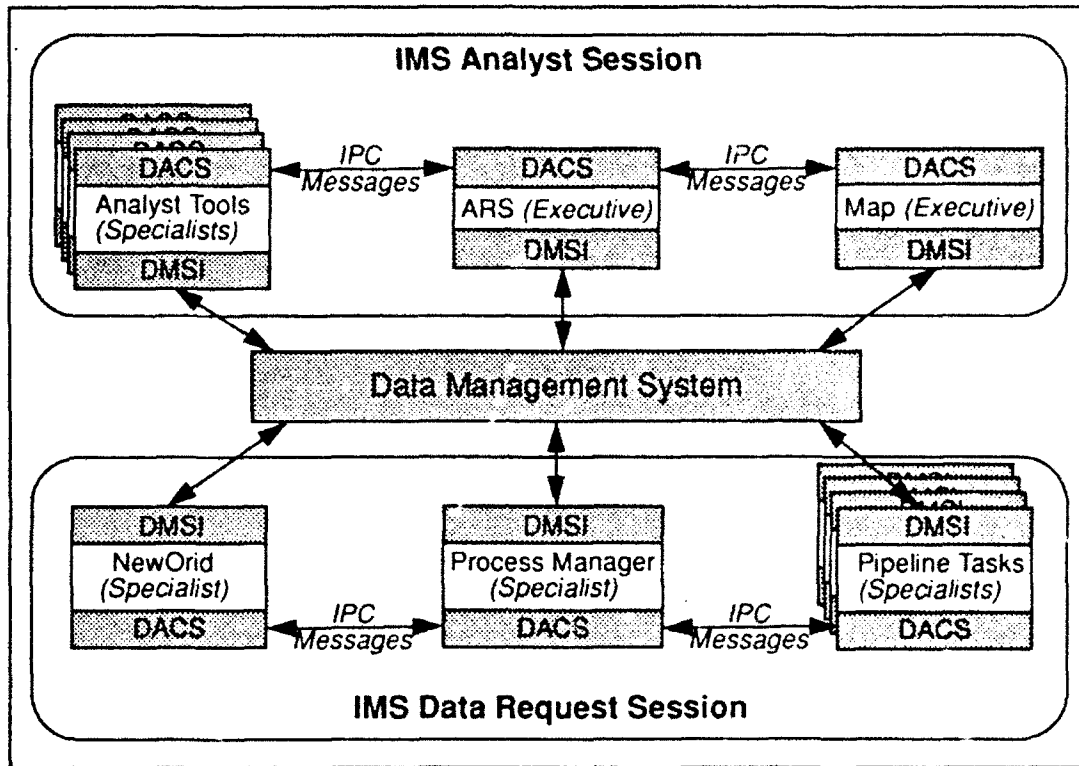 IMS Analyst Session
DACS
Analyst Tools
(Specialists)
DMSI
IPC
Messages
DACS
ARS (Executive)
DMSI
IPC
Messages
DACS
Map (Executive)
DMSI
Data Management System
DMSI
NewOrid
(Specialist)
DACS
IPC
Messages
DMSI
Process Manager
(Specialist)
DACS
IPC
Messages
DMSI
Pipeline Tasks
(Specialists)
DACS
IMS Data Request Session